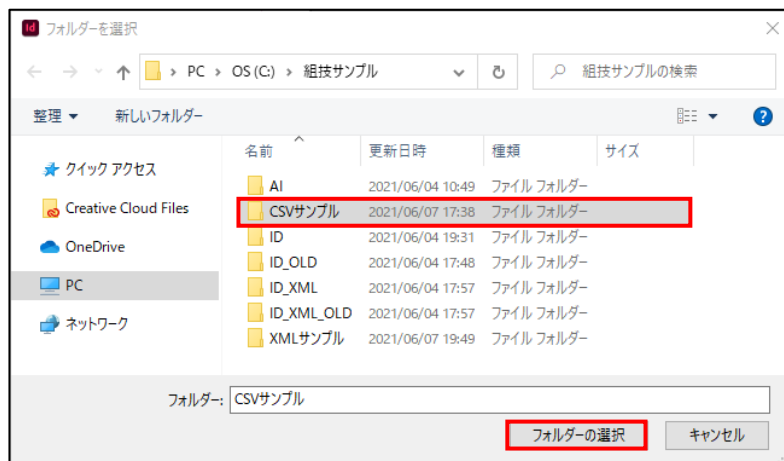 Id フォルダーを選択
PC › OS (C:) › 組技サンプル 組技サンプルの検索
整理 新しいフォルダー ?
名前 更新日時 種類 サイズ
クイック アクセス
Creative Cloud Files
OneDrive
PC
ネットワーク
AI 2021/06/04 10:49 ファイル フォルダー
CSVサンプル 2021/06/07 17:38 ファイル フォルダー
ID 2021/06/04 19:31 ファイル フォルダー
ID_OLD 2021/06/04 17:48 ファイル フォルダー
ID_XML 2021/06/04 17:57 ファイル フォルダー
ID_XML_OLD 2021/06/04 17:57 ファイル フォルダー
XMLサンプル 2021/06/07 19:49 ファイル フォルダー
フォルダー: CSVサンプル
フォルダーの選択 キャンセル